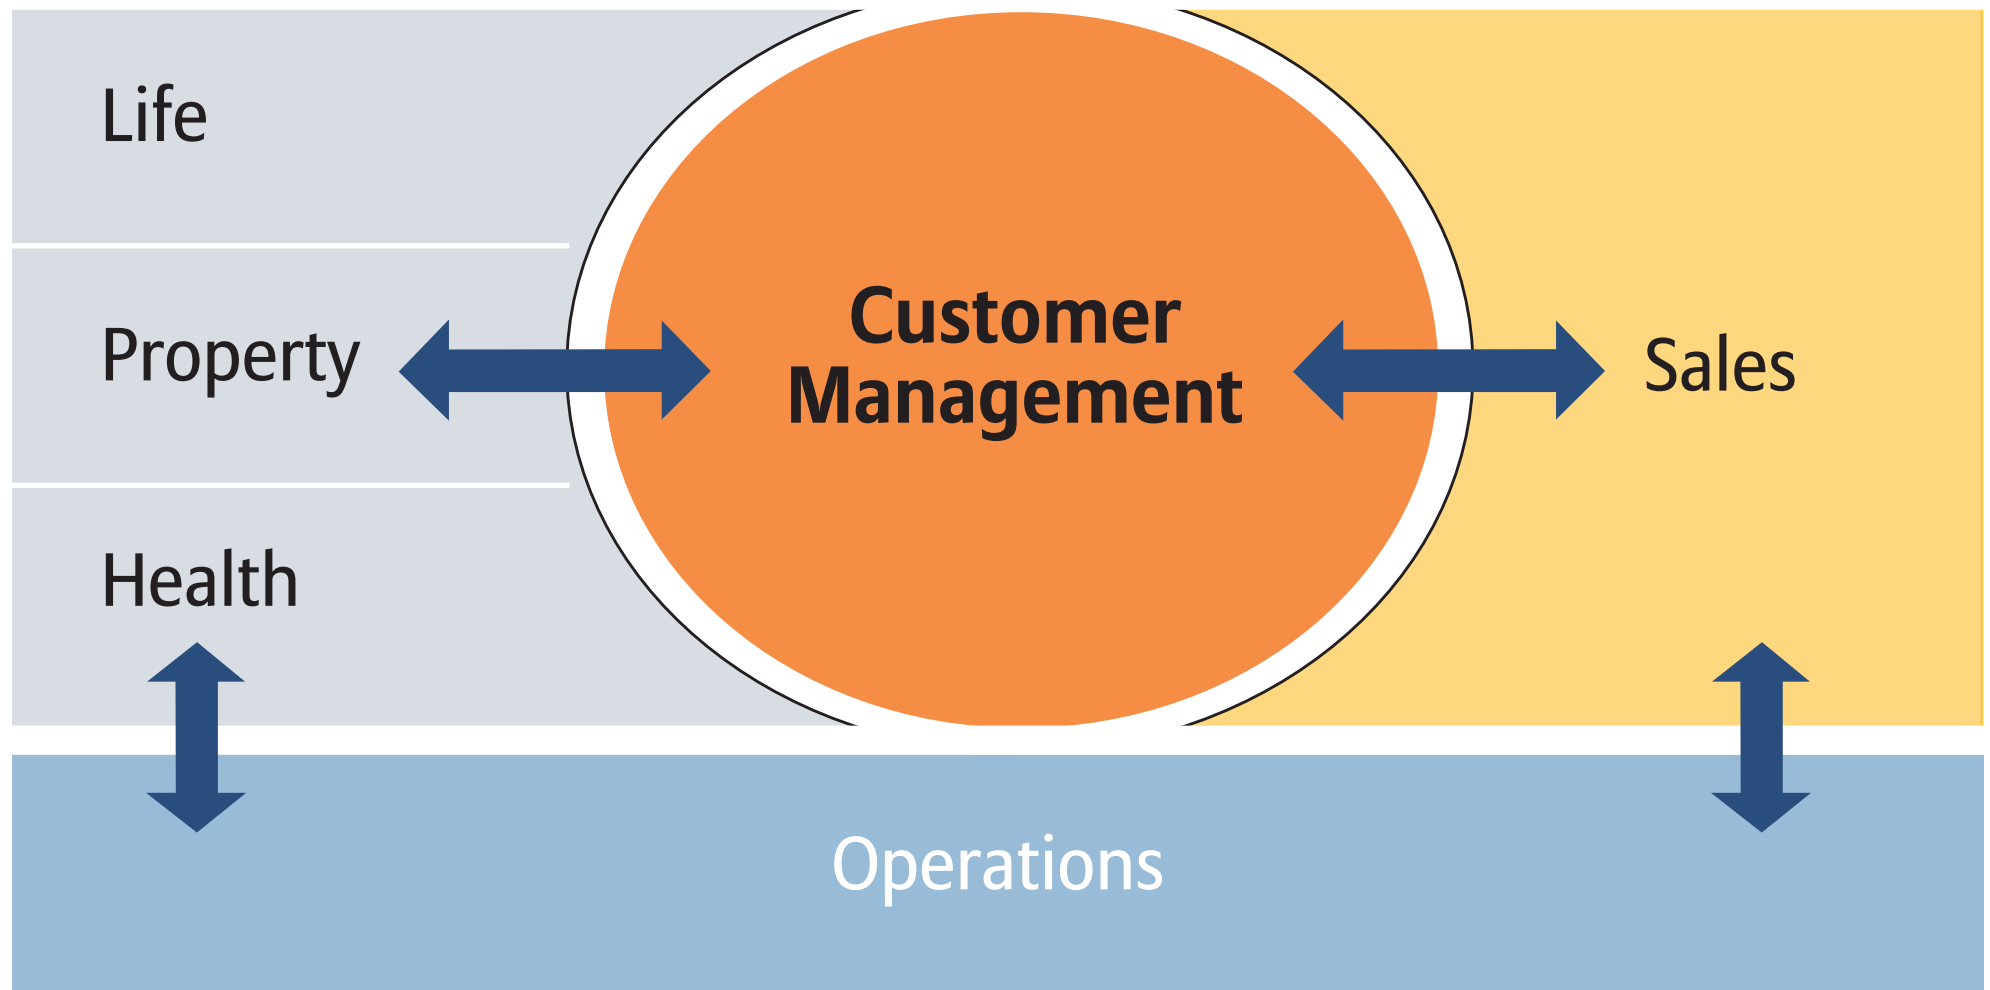 Life
Property
Health
Customer
Management
Sales
Operations